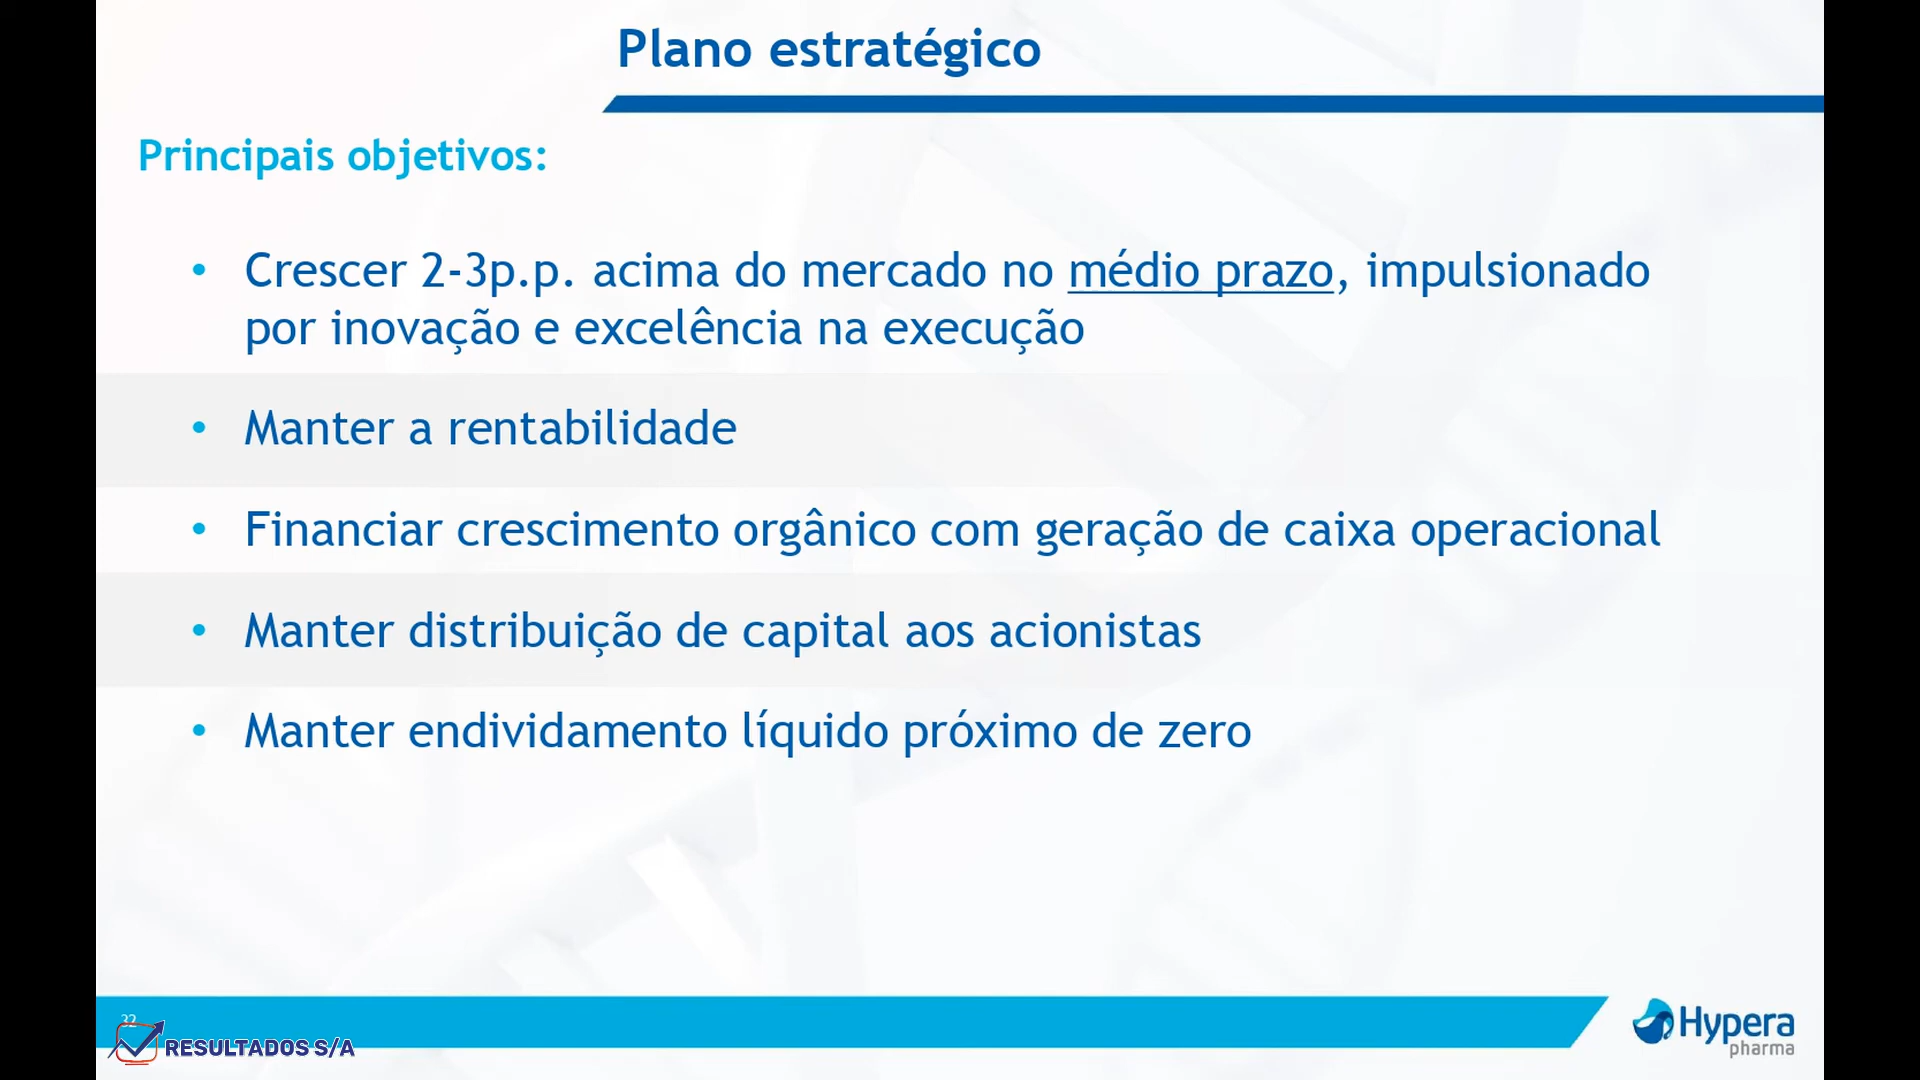 Plano estratégico
Principais objetivos:
• Crescer 2-3p.p. acima do mercado no médio prazo, impulsionado
por inovação e excelência na execução
• Manter a rentabilidade
• Financiar crescimento orgânico com geração de caixa operacional
• Manter distribuição de capital aos acionistas
• Manter endividamento líquido próximo de zero
32
RESULTADOS S/A
Hypera
pharma